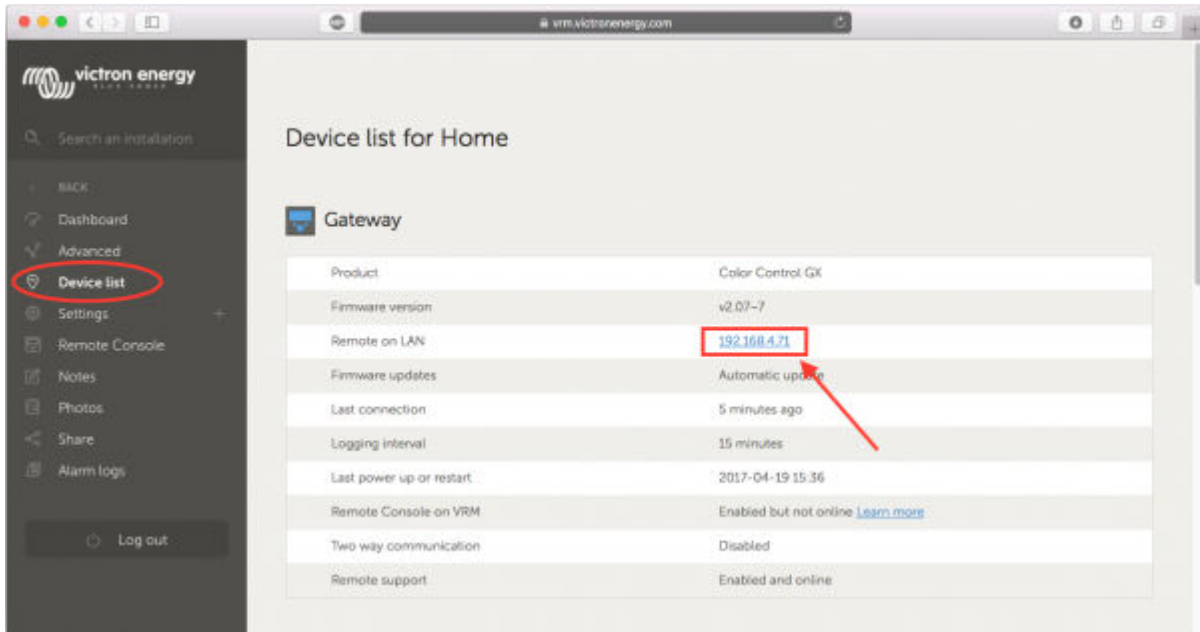 vrm.victronenergy.com
victron energy
BLUE POWER
Search an installation
BACK
Dashboard
Advanced
Device list
Settings
Remote Console
Notes
Photos
Share
Alarm logs
Log out
Device list for Home
Gateway
Product Color Control GX
Firmware version v2.07–7
Remote on LAN 192.168.4.71
Firmware updates Automatic update
Last connection 5 minutes ago
Logging interval 15 minutes
Last power up or restart 2017-04-19 15:36
Remote Console on VRM Enabled but not online Learn more
Two way communication Disabled
Remote support Enabled and online